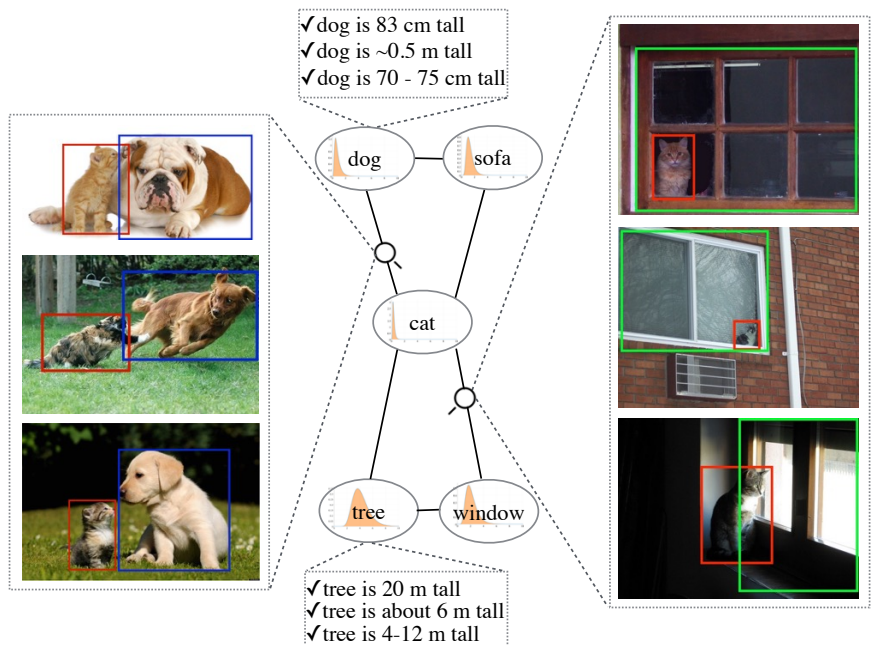 ✓dog is 83 cm tall
✓dog is ~0.5 m tall
✓dog is 70 - 75 cm tall
dog
sofa
cat
tree
window
✓tree is 20 m tall
✓tree is about 6 m tall
✓tree is 4-12 m tall